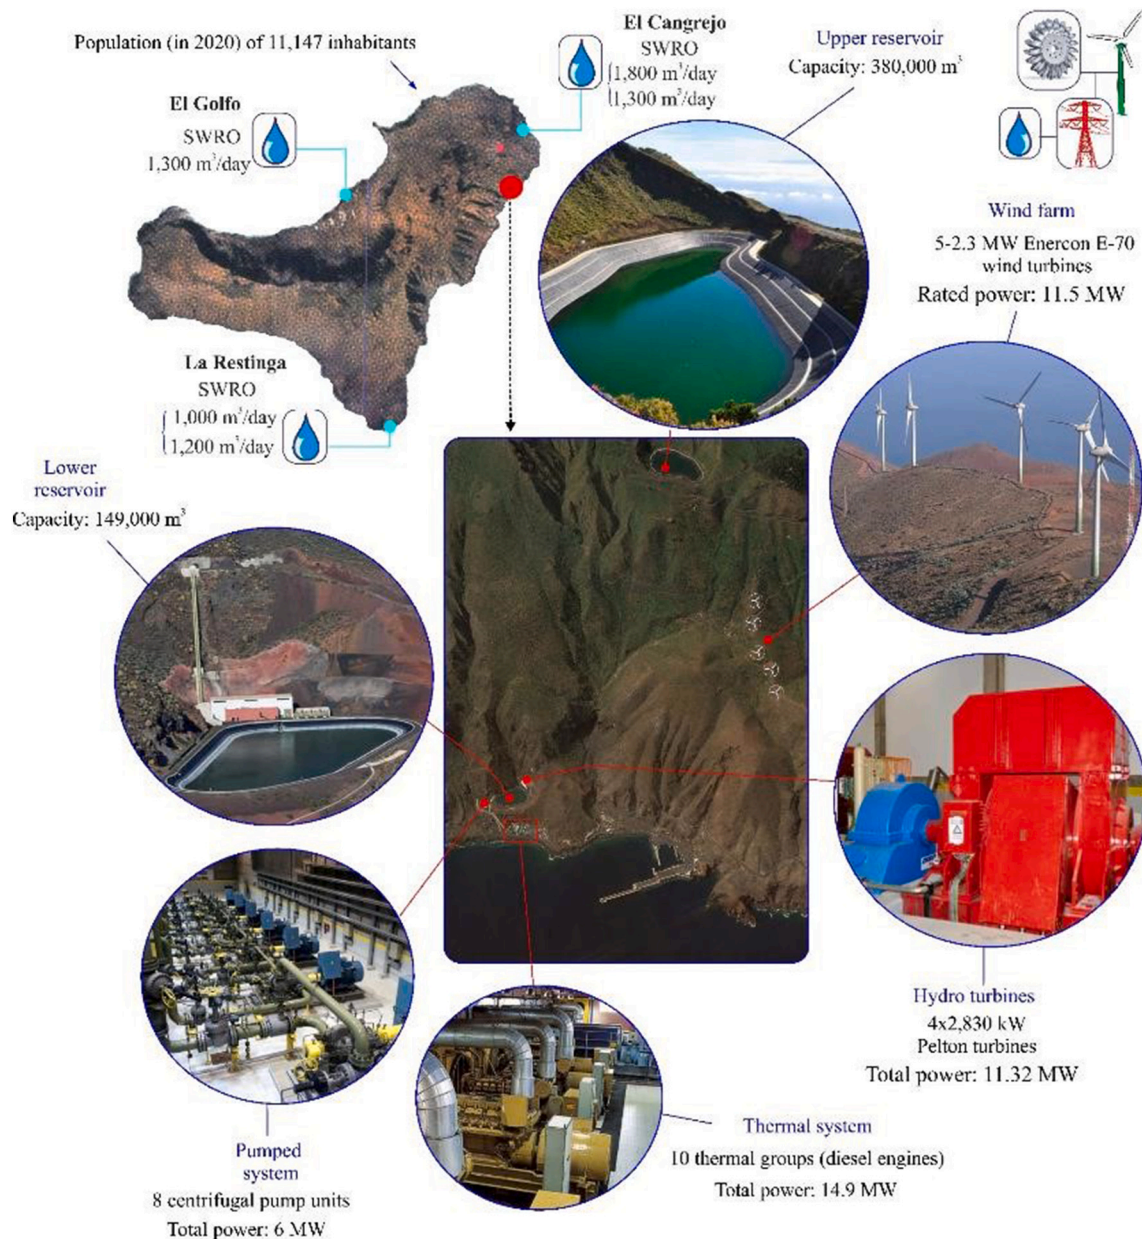 Population (in 2020) of 11,147 inhabitants
El Cangrejo
SWRO
1,800 m³/day
1,300 m³/day
Upper reservoir
Capacity: 380,000 m³
El Golfo
SWRO
1,300 m³/day
Wind farm
5-2.3 MW Enercon E-70
wind turbines
Rated power: 11.5 MW
La Restinga
SWRO
1,000 m³/day
1,200 m³/day
Lower
reservoir
Capacity: 149,000 m³
Hydro turbines
4x2,830 kW
Pelton turbines
Total power: 11.32 MW
Pumped
system
8 centrifugal pump units
Total power: 6 MW
Thermal system
10 thermal groups (diesel engines)
Total power: 14.9 MW